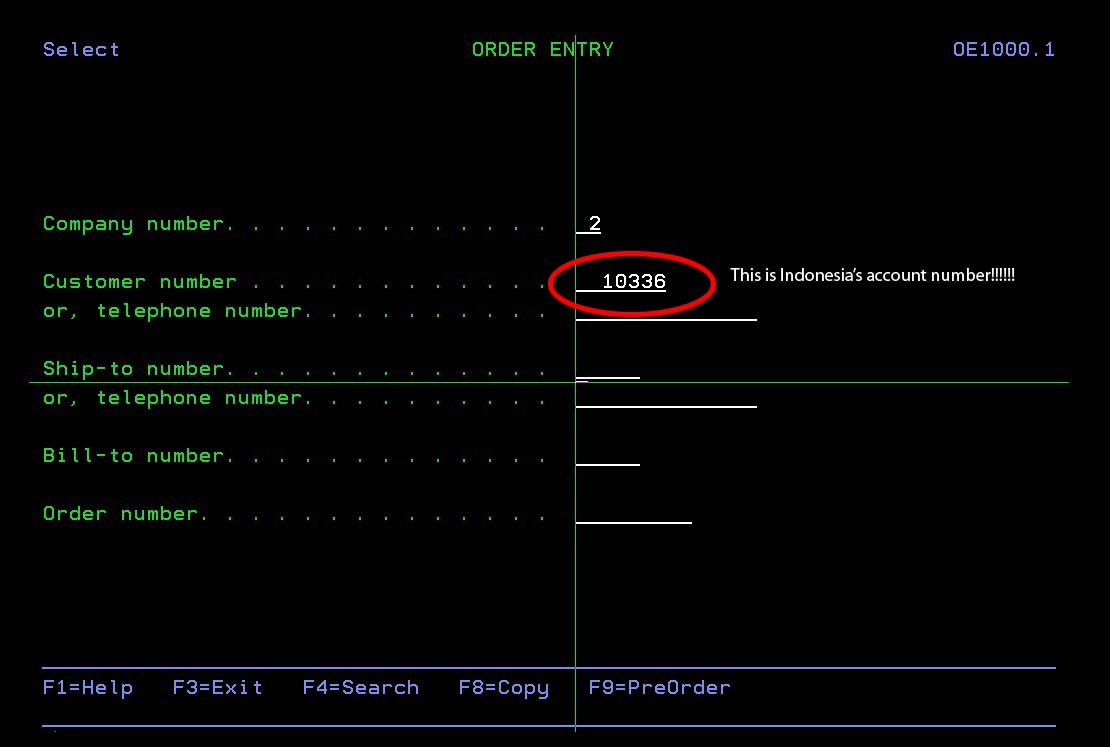 Select ORDER ENTRY OE1000.1
Company number. . . . . . . . . . . . . 2
Customer number . . . . . . . . . . . . 10336 This is Indonesia's account number!!!!!!
or, telephone number. . . . . . . . . .
Ship-to number. . . . . . . . . . . . .
or, telephone number. . . . . . . . . .
Bill-to number. . . . . . . . . . . . .
Order number. . . . . . . . . . . . . .
F1=Help F3=Exit F4=Search F8=Copy F9=PreOrder